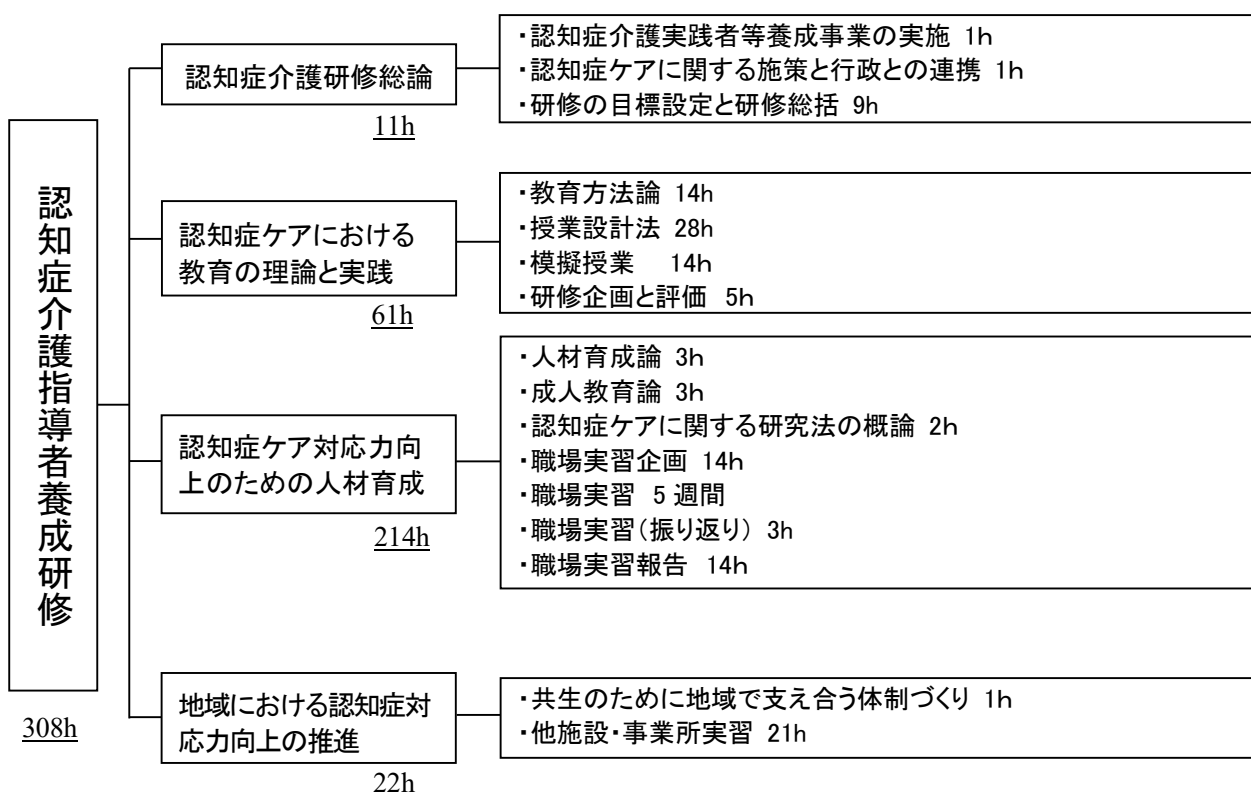 認知症介護指導者養成研修
308h
認知症介護研修総論
11h
・認知症介護実践者等養成事業の実施 1h
・認知症ケアに関する施策と行政との連携 1h
・研修の目標設定と研修総括 9h
認知症ケアにおける
教育の理論と実践
61h
・教育方法論 14h
・授業設計法 28h
・模擬授業 14h
・研修企画と評価 5h
認知症ケア対応力向
上のための人材育成
214h
・人材育成論 3h
・成人教育論 3h
・認知症ケアに関する研究法の概論 2h
・職場実習企画 14h
・職場実習 5週間
・職場実習(振り返り) 3h
・職場実習報告 14h
地域における認知症対
応力向上の推進
22h
・共生のために地域で支え合う体制づくり 1h
・他施設・事業所実習 21h